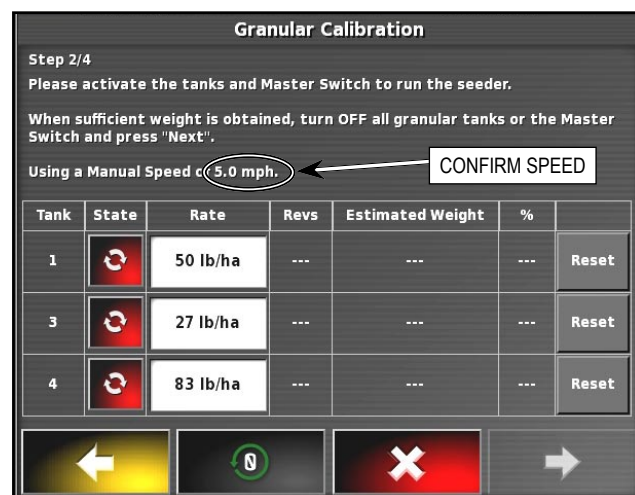 Granular Calibration
Step 2/4
Please activate the tanks and Master Switch to run the seeder.
When sufficient weight is obtained, turn OFF all granular tanks or the Master
Switch and press "Next".
Using a Manual Speed of 5.0 mph.
CONFIRM SPEED
Tank State Rate Revs Estimated Weight %
1 50 lb/ha --- --- --- Reset
3 27 lb/ha --- --- --- Reset
4 83 lb/ha --- --- --- Reset
0